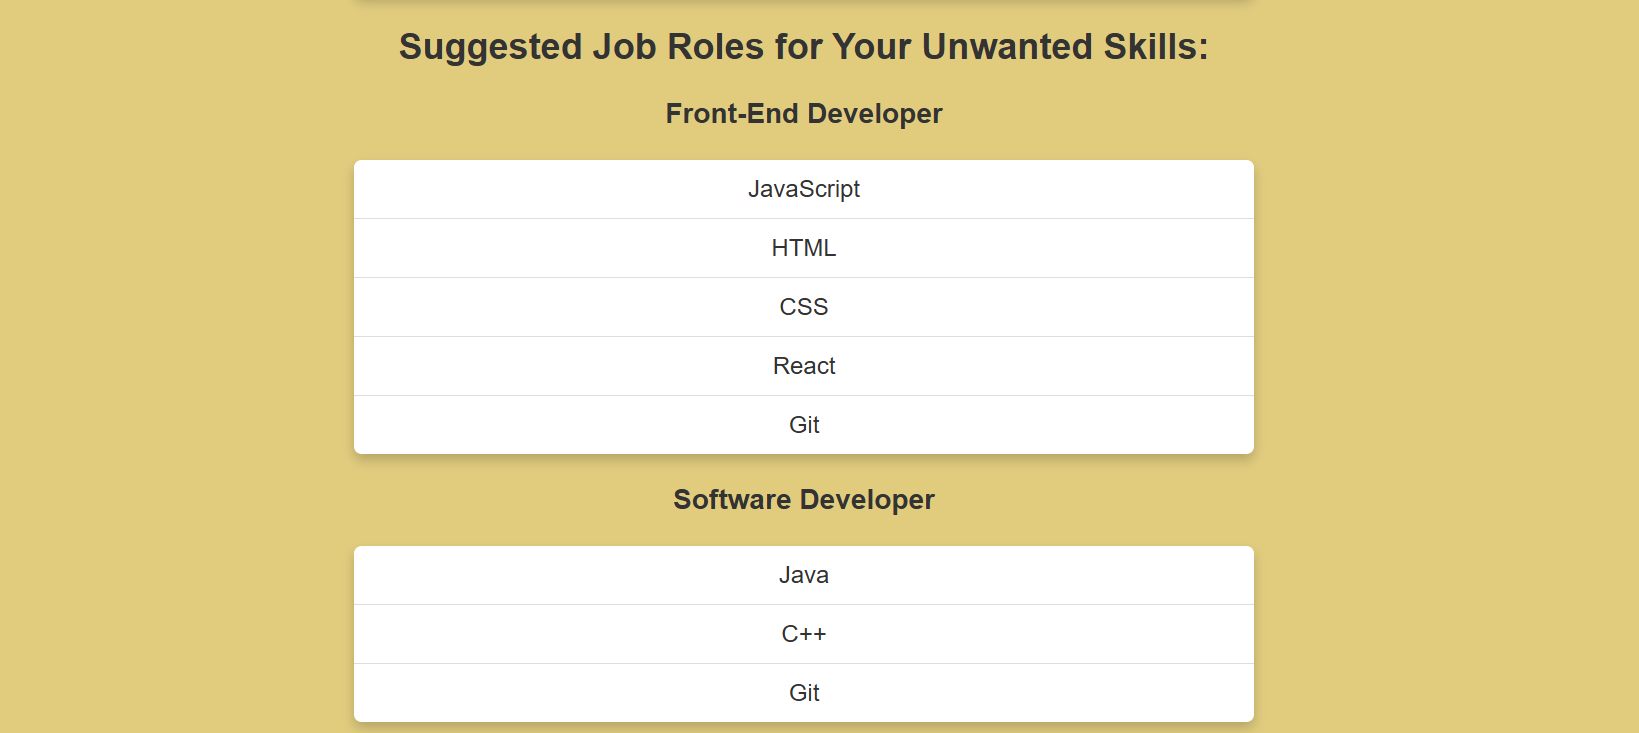 Suggested Job Roles for Your Unwanted Skills:
Front-End Developer
JavaScript
HTML
CSS
React
Git
Software Developer
Java
C++
Git